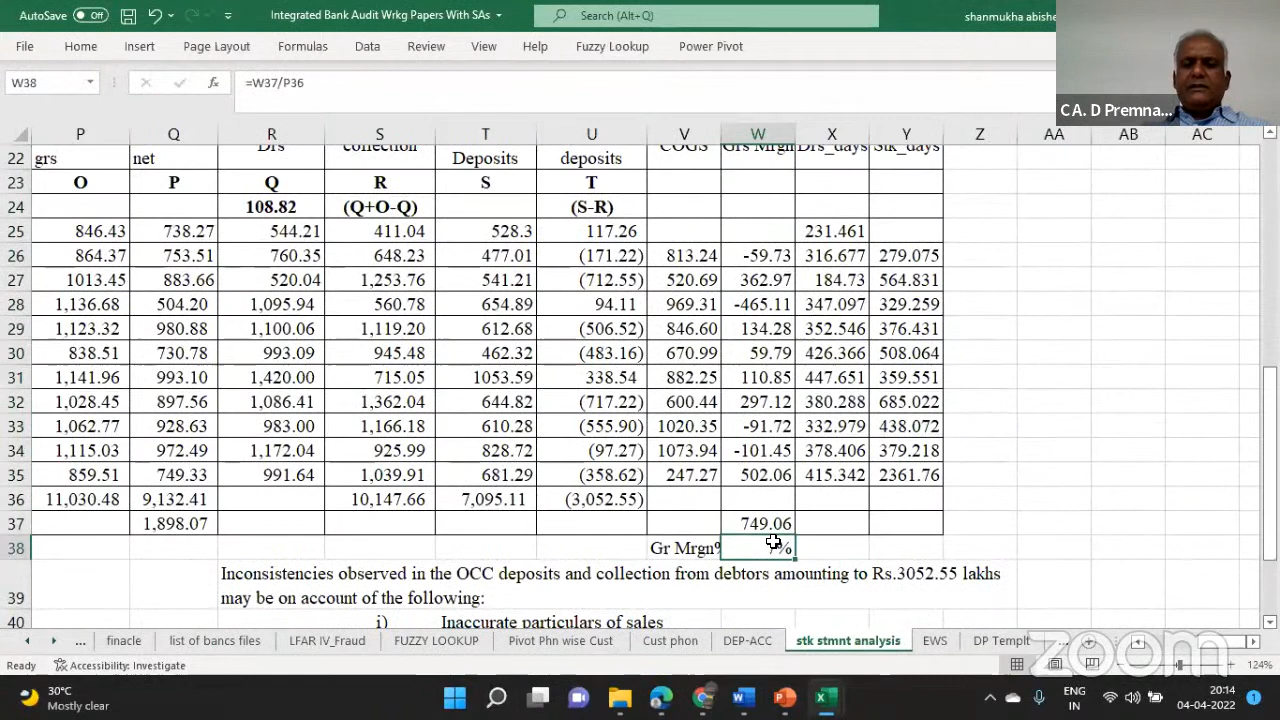 AutoSave Off Integrated Bank Audit Wrkg Papers With SAs Search (Alt+Q) shanmukha abishe
File Home Insert Page Layout Formulas Data Review View Help Fuzzy Lookup Power Pivot
W38 fx =W37/P36
CA. D Premna...
P Q R S T U V W X Y Z AA AB AC
Drs collection COGS Grs Mrgn Drs_days Stk_days
22 grs net Deposits deposits
23 O P Q R S T
24 108.82 (Q+O-Q) (S-R)
25 846.43 738.27 544.21 411.04 528.3 117.26 231.461
26 864.37 753.51 760.35 648.23 477.01 (171.22) 813.24 -59.73 316.677 279.075
27 1013.45 883.66 520.04 1,253.76 541.21 (712.55) 520.69 362.97 184.73 564.831
28 1,136.68 504.20 1,095.94 560.78 654.89 94.11 969.31 -465.11 347.097 329.259
29 1,123.32 980.88 1,100.06 1,119.20 612.68 (506.52) 846.60 134.28 352.546 376.431
30 838.51 730.78 993.09 945.48 462.32 (483.16) 670.99 59.79 426.366 508.064
31 1,141.96 993.10 1,420.00 715.05 1053.59 338.54 882.25 110.85 447.651 359.551
32 1,028.45 897.56 1,086.41 1,362.04 644.82 (717.22) 600.44 297.12 380.288 685.022
33 1,062.77 928.63 983.00 1,166.18 610.28 (555.90) 1020.35 -91.72 332.979 438.072
34 1,115.03 972.49 1,172.04 925.99 828.72 (97.27) 1073.94 -101.45 378.406 379.218
35 859.51 749.33 991.64 1,039.91 681.29 (358.62) 247.27 502.06 415.342 2361.76
36 11,030.48 9,132.41 10,147.66 7,095.11 (3,052.55)
37 1,898.07 749.06
38 Gr Mrgn% %
Inconsistencies observed in the OCC deposits and collection from debtors amounting to Rs.3052.55 lakhs
39 may be on account of the following:
40 i) Inaccurate particulars of sales
... finacle list of bancs files LFAR IV_Fraud FUZZY LOOKUP Pivot Phn wise Cust Cust phon DEP-ACC stk stmnt analysis EWS DP Templt ...
zoom
Ready Accessibility: Investigate 124%
30°C
Mostly clear
ENG
IN
20:14
04-04-2022
1